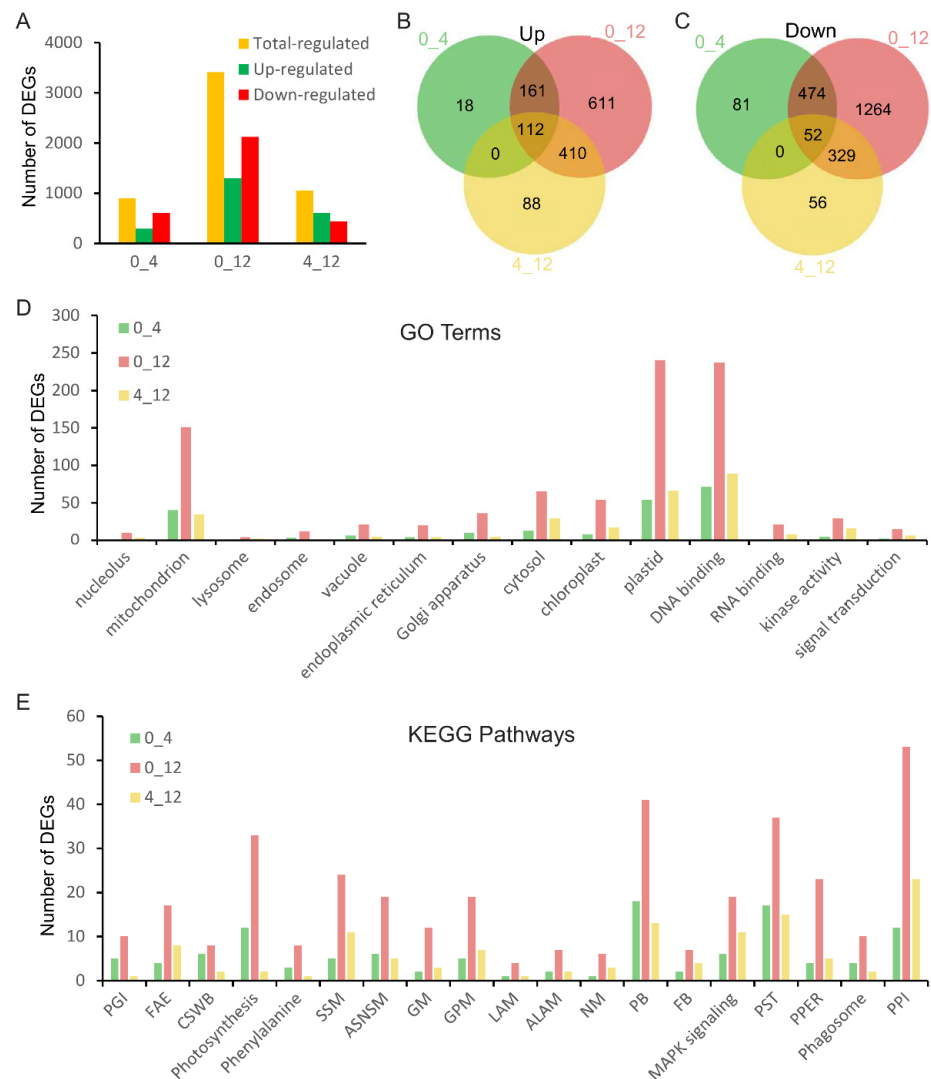 A
Number of DEGs
4000
3000
2000
1000
0
Total-regulated
Up-regulated
Down-regulated
0_4
0_12
4_12
B
Up
0_4
0_12
18
161
611
112
0
410
88
4_12
C
Down
0_4
0_12
81
474
1264
52
0
329
56
4_12
D
GO Terms
Number of DEGs
300
250
200
150
100
50
0
0_4
0_12
4_12
nucleolus
mitochondrion
lysosome
endosome
vacuole
endoplasmic reticulum
Golgi apparatus
cytosol
chloroplast
plastid
DNA binding
RNA binding
kinase activity
signal transduction
E
KEGG Pathways
Number of DEGs
60
50
40
30
20
10
0
0_4
0_12
4_12
PGI
FAE
CSWB
Photosynthesis
Phenylalanine
SSM
ASNSM
GM
GPM
LAM
ALAM
NM
PB
FB
MAPK signaling
PST
PPER
Phagosome
PPI